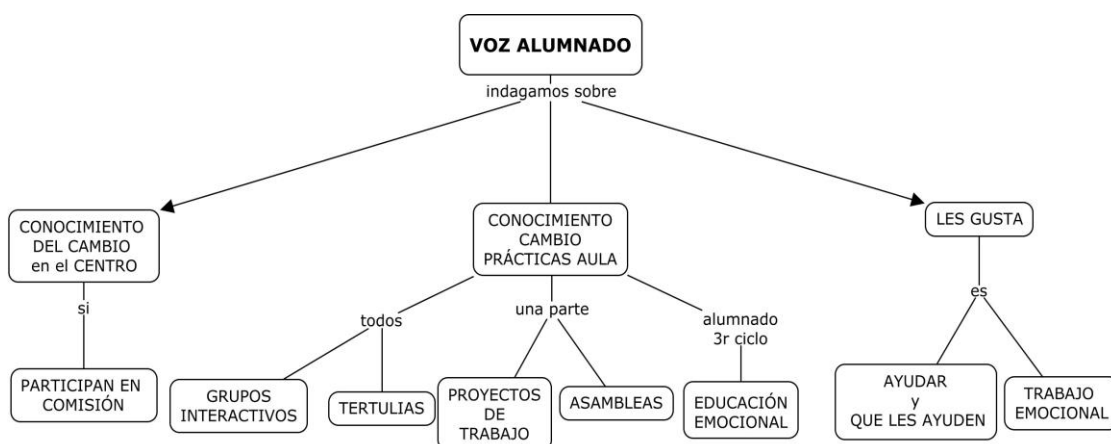 VOZ ALUMNADO
indagamos sobre
CONOCIMIENTO
DEL CAMBIO
en el CENTRO
CONOCIMIENTO
CAMBIO
PRÁCTICAS AULA
LES GUSTA
si
todos
una parte
alumnado
3r ciclo
es
PARTICIPAN EN
COMISIÓN
GRUPOS
INTERACTIVOS
TERTULIAS
PROYECTOS
DE
TRABAJO
ASAMBLEAS
EDUCACIÓN
EMOCIONAL
AYUDAR
y
QUE LES AYUDEN
TRABAJO
EMOCIONAL